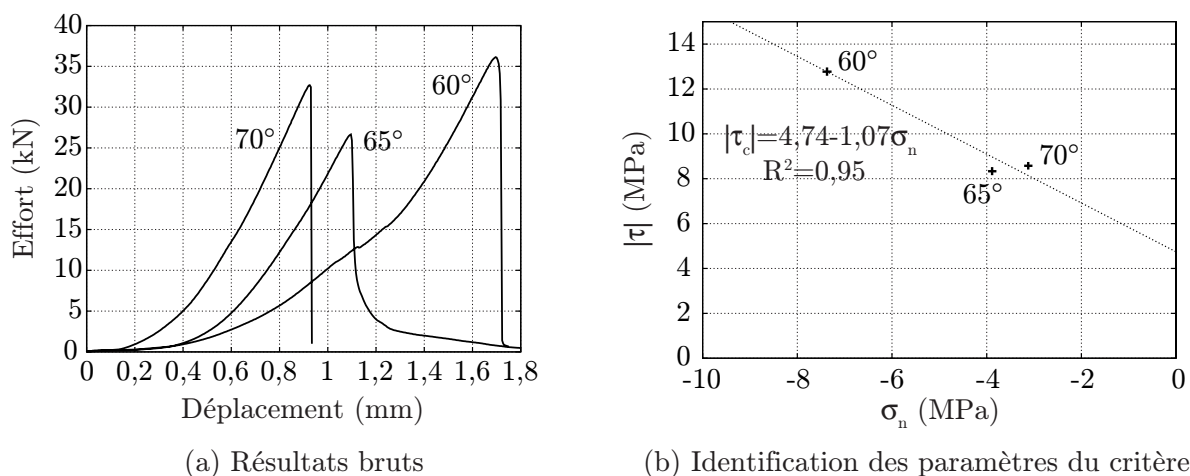 40
35
30
25
20
15
10
5
0
Effort (kN)
70°
65°
60°
0 0,2 0,4 0,6 0,8 1 1,2 1,4 1,6 1,8
Déplacement (mm)
(a) Résultats bruts
14
12
10
8
6
4
2
0
|τ| (MPa)
60°
|τc|=4,74-1,07σn
R²=0,95
70°
65°
-10 -8 -6 -4 -2 0
σn (MPa)
(b) Identification des paramètres du critère